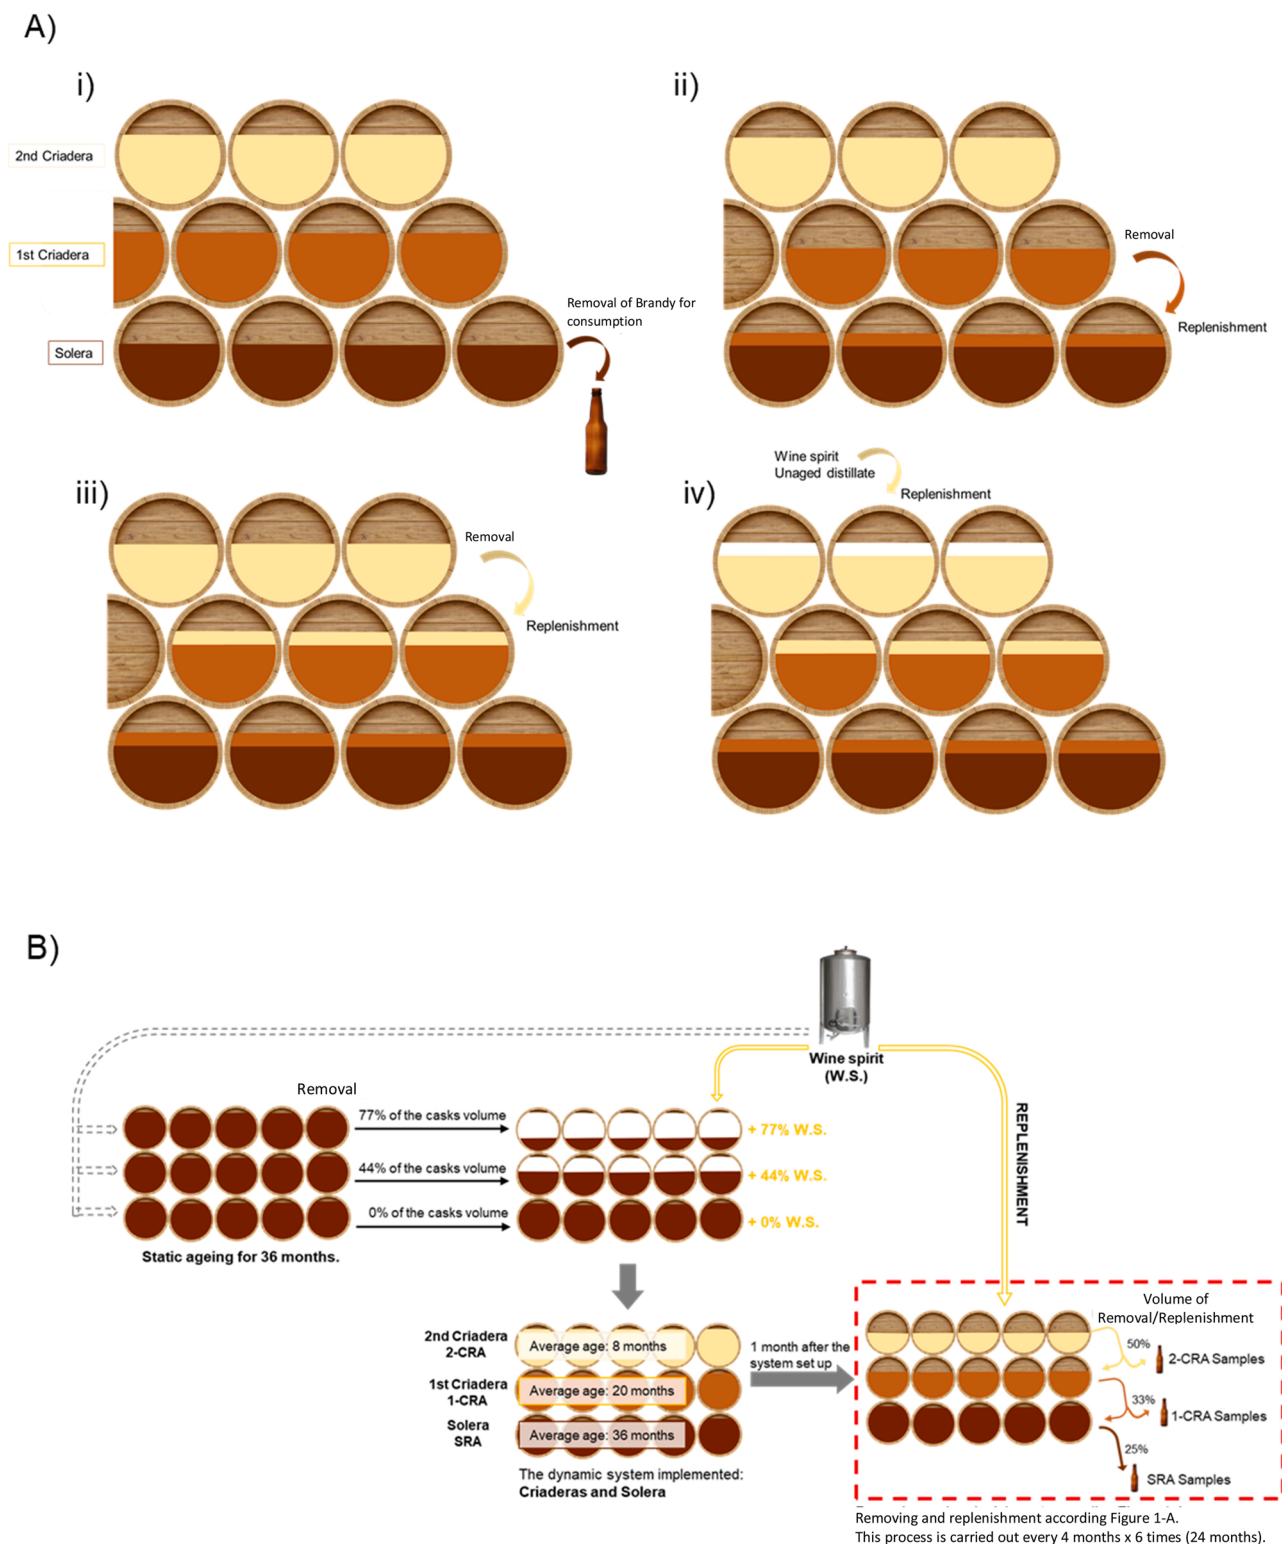 A)
i)
ii)
2nd Criadera
1st Criadera
Solera
Removal of Brandy for
consumption
Removal
Replenishment
iii)
iv)
Removal
Replenishment
Wine spirit
Unaged distillate
Replenishment
B)
Wine spirit
(W.S.)
Removal
77% of the casks volume
+ 77% W.S.
44% of the casks volume
+ 44% W.S.
0% of the casks volume
+ 0% W.S.
Static ageing for 36 months.
REPLENISHMENT
2nd Criadera
2-CRA
Average age: 8 months
1st Criadera
1-CRA
Average age: 20 months
Solera
SRA
Average age: 36 months
The dynamic system implemented:
Criaderas and Solera
1 month after the
system set up
Volume of
Removal/Replenishment
50%
2-CRA Samples
33%
1-CRA Samples
25%
SRA Samples
Removing and replenishment according Figure 1-A.
This process is carried out every 4 months x 6 times (24 months).